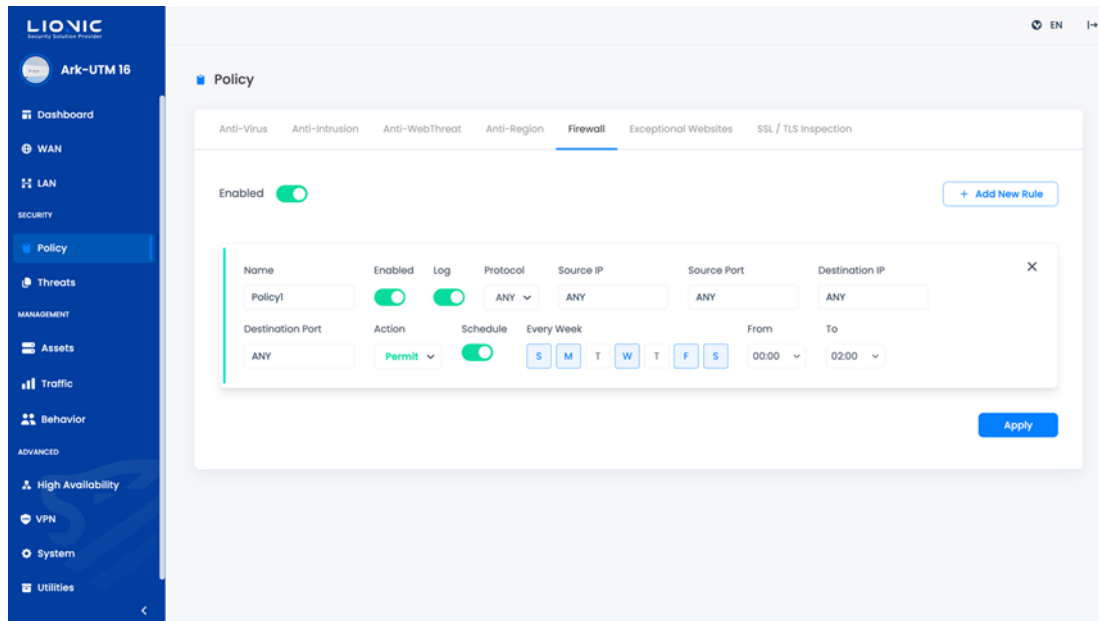 LIONIC
Security Solution Provider
EN
Ark-UTM 16
Policy
Dashboard
WAN
LAN
SECURITY
Policy
Threats
MANAGEMENT
Assets
Traffic
Behavior
ADVANCED
High Availability
VPN
System
Utilities
Anti-Virus Anti-Intrusion Anti-WebThreat Anti-Region Firewall Exceptional Websites SSL / TLS Inspection
Enabled
+ Add New Rule
Name Enabled Log Protocol Source IP Source Port Destination IP
Policy1 ANY ANY ANY ANY
Destination Port Action Schedule Every Week From To
ANY Permit S M T W T F S 00:00 02:00
Apply